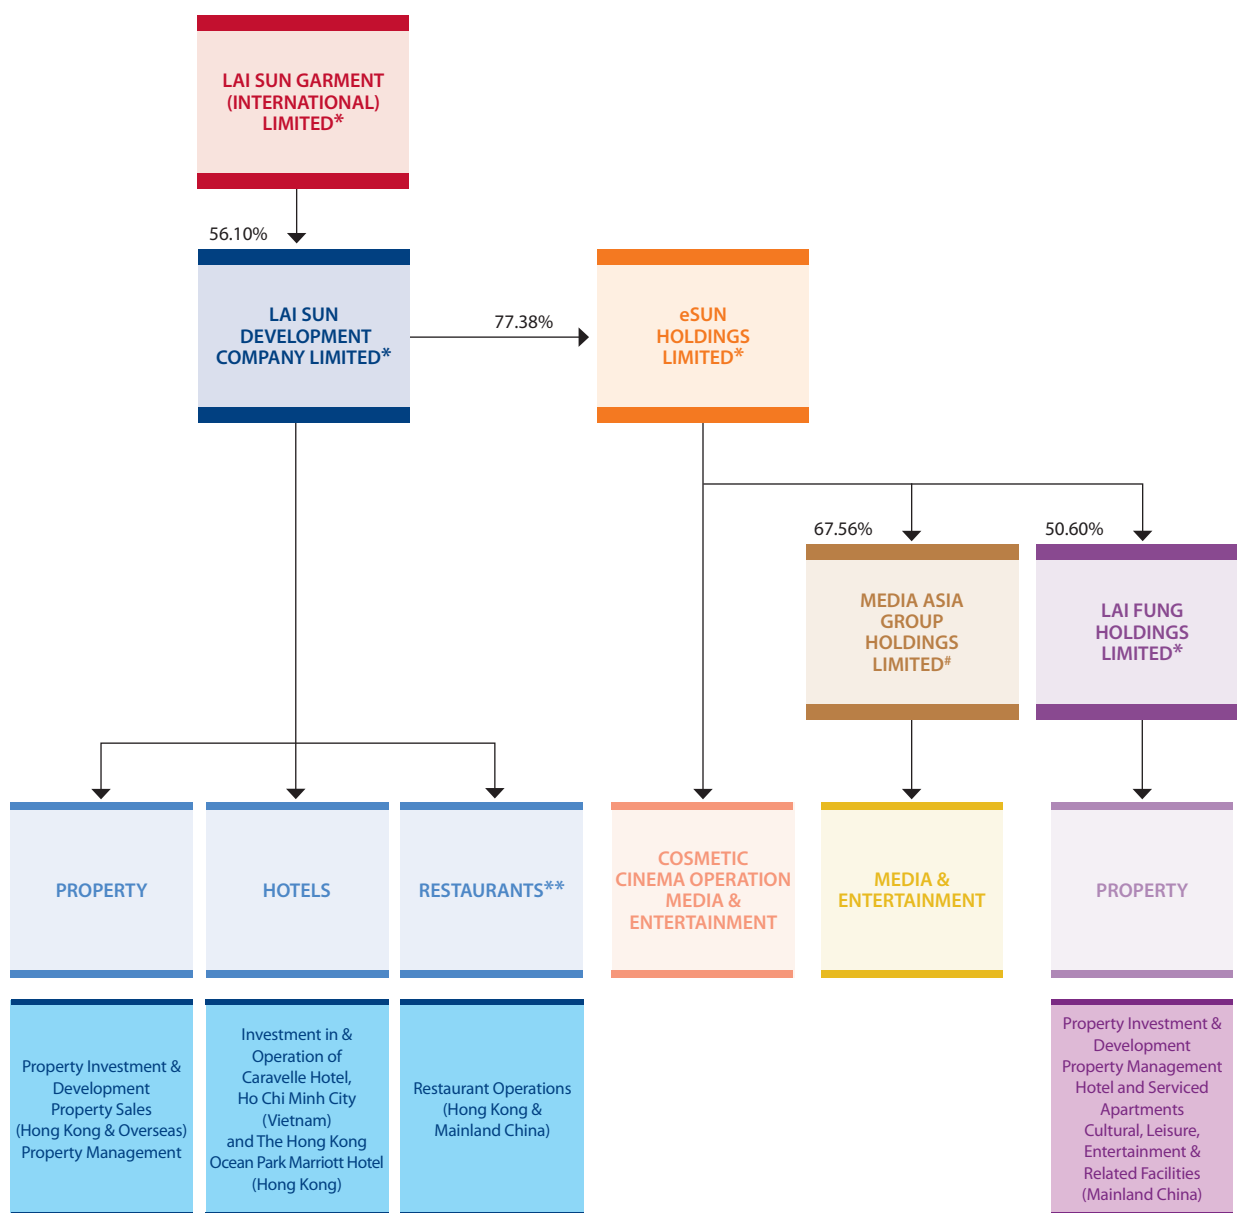 LAI SUN GARMENT
(INTERNATIONAL)
LIMITED*
56.10%
LAI SUN
DEVELOPMENT
COMPANY LIMITED*
77.38%
eSUN
HOLDINGS
LIMITED*
67.56%
50.60%
MEDIA ASIA
GROUP
HOLDINGS
LIMITED#
LAI FUNG
HOLDINGS
LIMITED*
PROPERTY
HOTELS
RESTAURANTS**
COSMETIC
CINEMA OPERATION
MEDIA &
ENTERTAINMENT
MEDIA &
ENTERTAINMENT
PROPERTY
Property Investment &
Development
Property Sales
(Hong Kong & Overseas)
Property Management
Investment in &
Operation of
Caravelle Hotel,
Ho Chi Minh City
(Vietnam)
and The Hong Kong
Ocean Park Marriott Hotel
(Hong Kong)
Restaurant Operations
(Hong Kong &
Mainland China)
Property Investment &
Development
Property Management
Hotel and Serviced
Apartments
Cultural, Leisure,
Entertainment &
Related Facilities
(Mainland China)